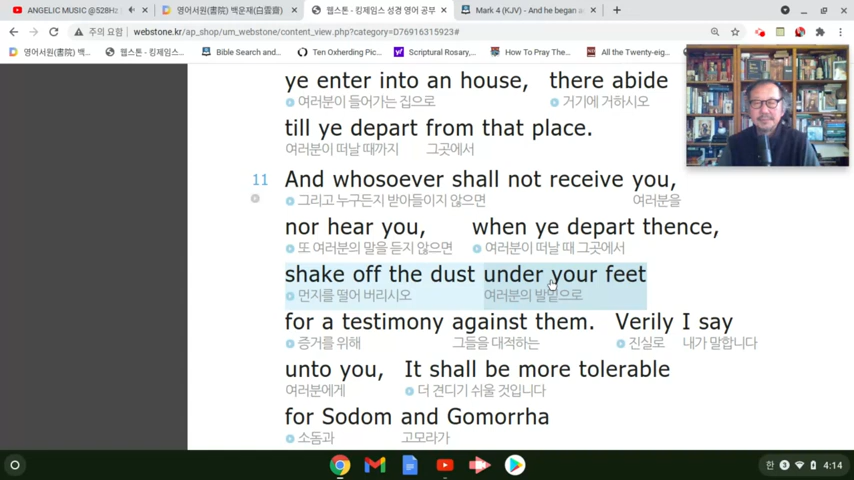 ANGELIC MUSIC @528Hz
영어서원(書院) 백운재(白雲齋)
웹스톤 - 킹제임스 성경 영어 공부
Mark 4 (KJV) - And he began a
주의 요함
webstone.kr/ap_shop/um_webstone/content_view.php?category=D76916315923#
영어서원(書院) 백...
웹스톤 - 킹제임스...
Bible Search and...
Ten Oxherding Pic...
Scriptural Rosary,...
How To Pray The...
All the Twenty-eig...
ye enter into an house, there abide
여러분이 들어가는 집으로 거기에 거하시오
till ye depart from that place.
여러분이 떠날 때까지 그곳에서
11 And whosoever shall not receive you,
그리고 누구든지 받아들이지 않으면 여러분을
nor hear you, when ye depart thence,
또 여러분의 말을 듣지 않으면 여러분이 떠날 때 그곳에서
shake off the dust under your feet
먼지를 떨어 버리시오 여러분의 발밑으로
for a testimony against them. Verily I say
증거를 위해 그들을 대적하는 진실로 내가 말합니다
unto you, It shall be more tolerable
여러분에게 더 견디기 쉬울 것입니다
for Sodom and Gomorrha
소돔과 고모라가
한 3 4:14